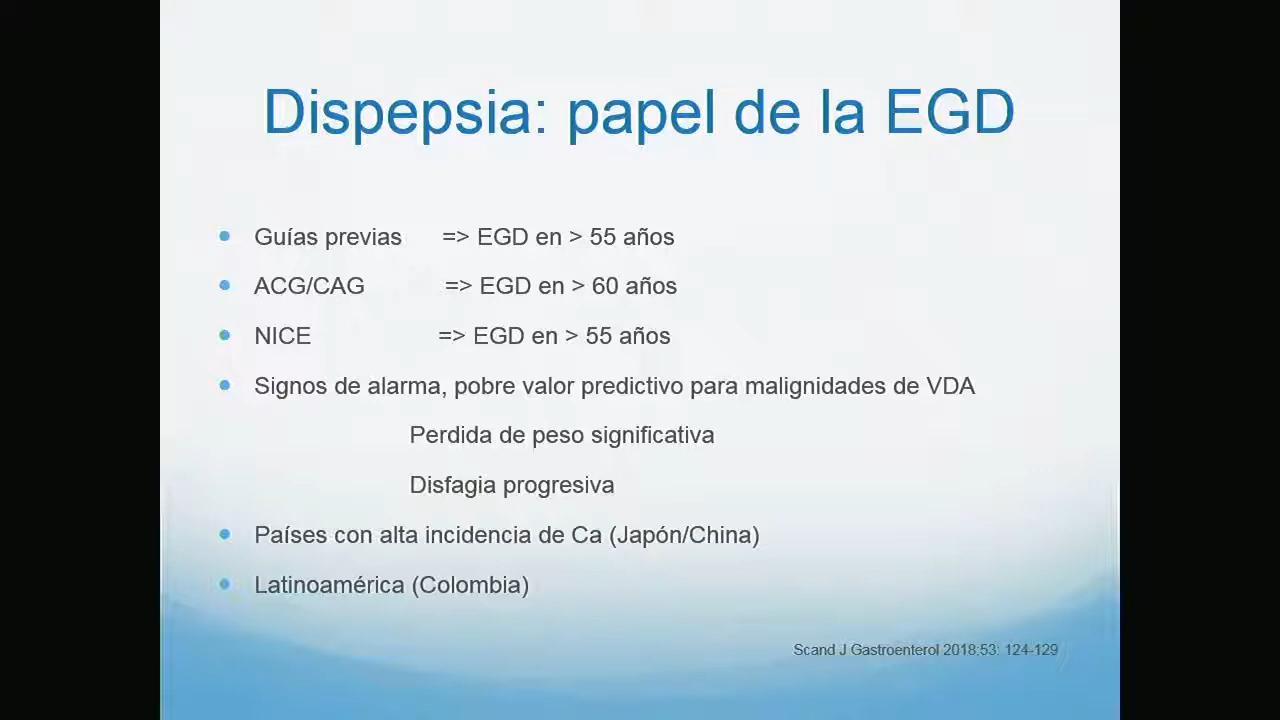 Dispepsia: papel de la EGD
Guías previas => EGD en > 55 años
ACG/CAG => EGD en > 60 años
NICE => EGD en > 55 años
Signos de alarma, pobre valor predictivo para malignidades de VDA
Perdida de peso significativa
Disfagia progresiva
Países con alta incidencia de Ca (Japón/China)
Latinoamérica (Colombia)
Scand J Gastroenterol 2018;53: 124-129